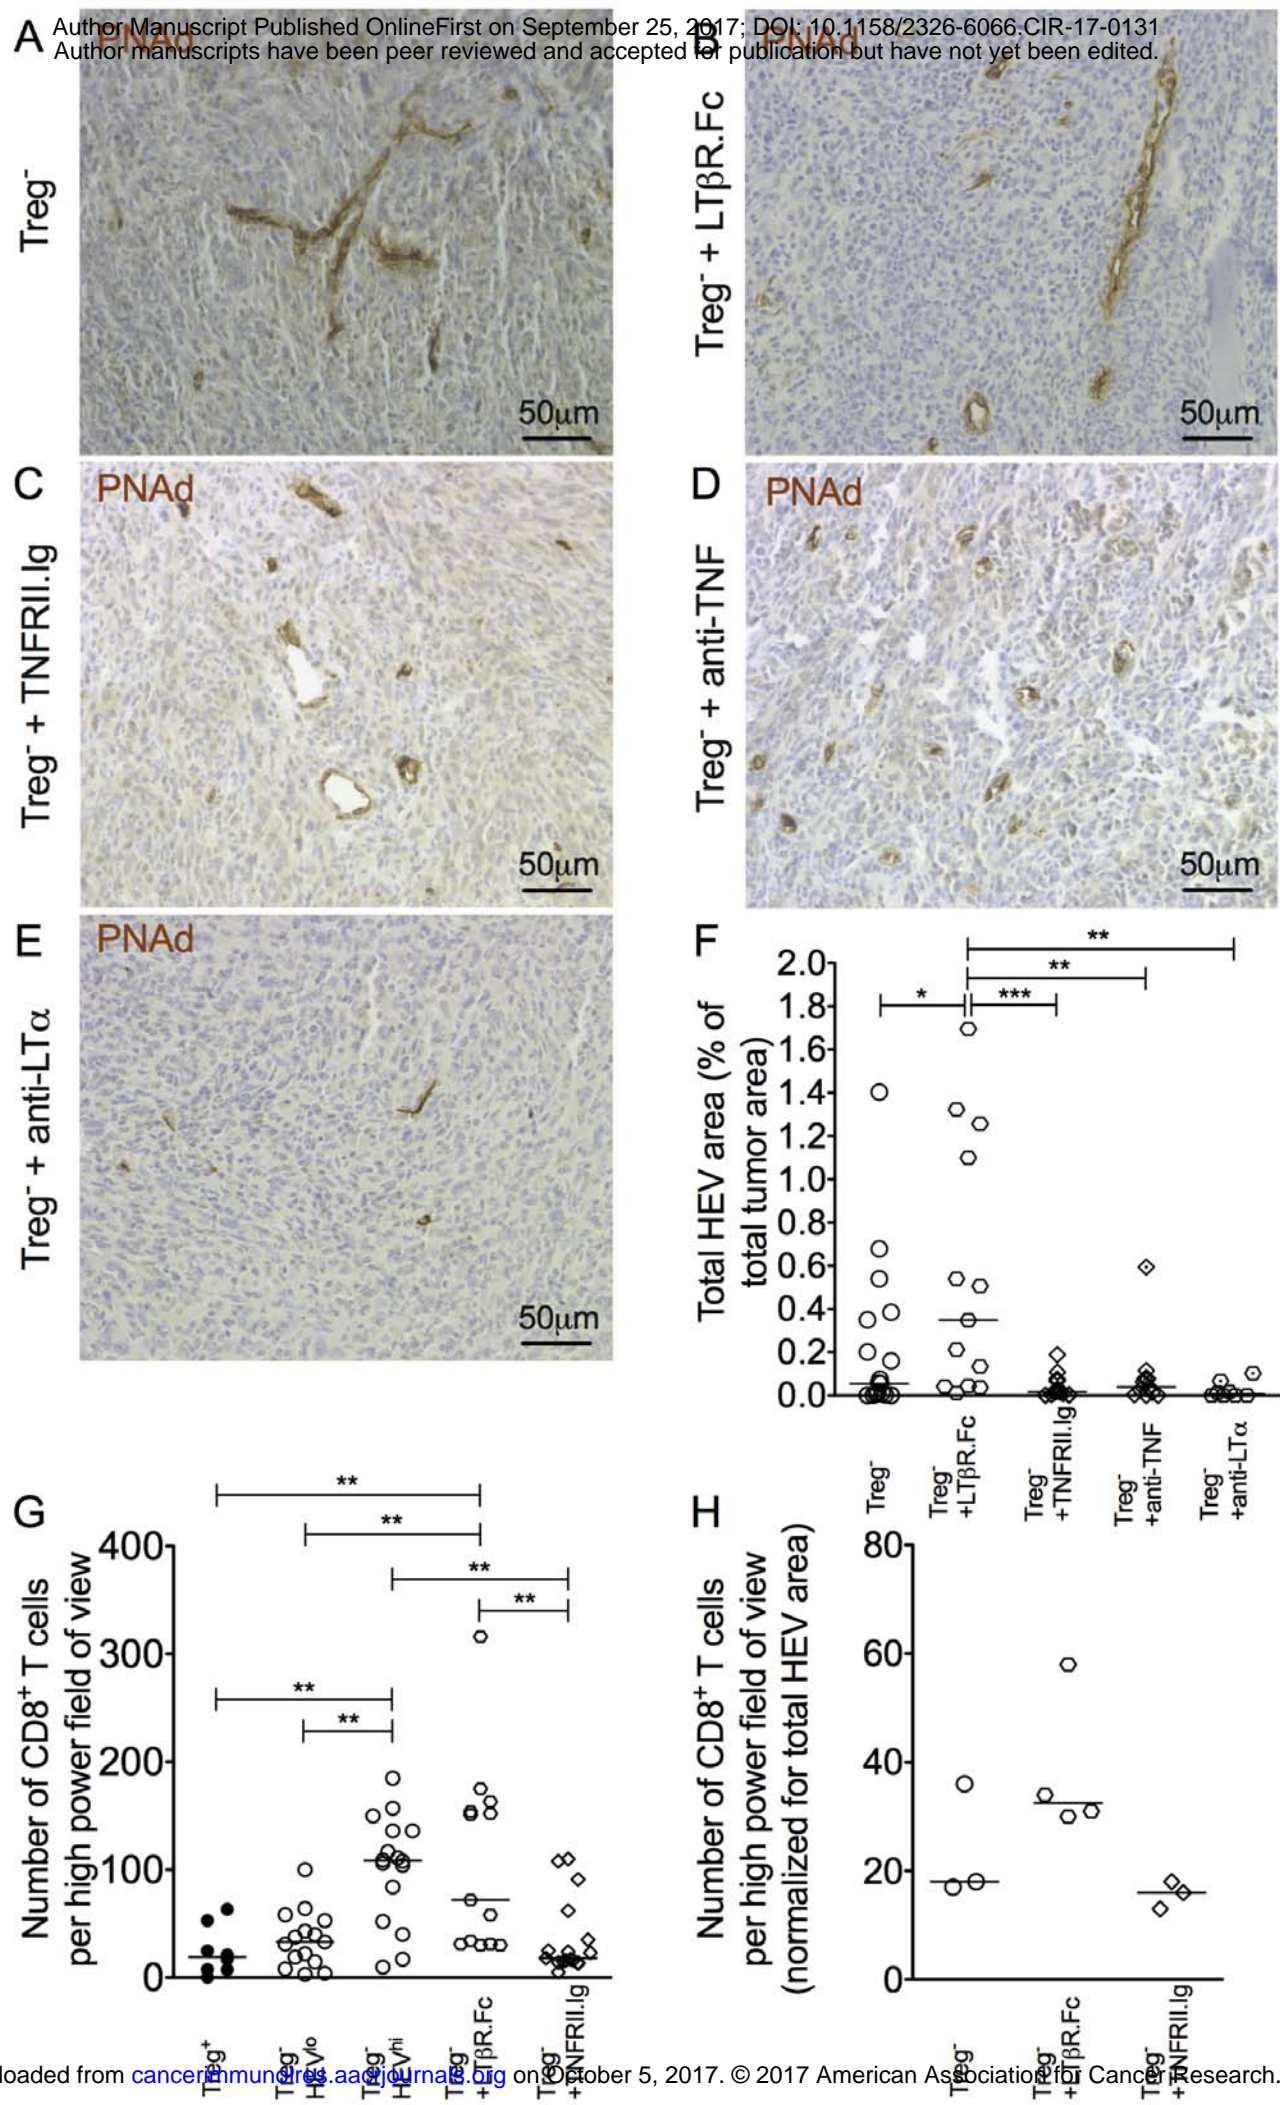 Author Manuscript Published OnlineFirst on September 25, 2017; DOI: 10.1158/2326-6066.CIR-17-0131
Author manuscripts have been peer reviewed and accepted for publication but have not yet been edited.
A
PNAd
Treg⁻
50μm
B
PNAd
Treg⁻ + LTβR.Fc
50μm
C
PNAd
Treg⁻ + TNFRII.Ig
50μm
D
PNAd
Treg⁻ + anti-TNF
50μm
E
PNAd
Treg⁻ + anti-LTα
50μm
F
Total HEV area (% of
total tumor area)
2.0
1.8
1.6
1.4
1.2
1.0
0.8
0.6
0.4
0.2
0.0
**
**
*
***
Treg⁻
Treg⁻
+LTβR.Fc
Treg⁻
+TNFRII.Ig
Treg⁻
+anti-TNF
Treg⁻
+anti-LTα
G
Number of CD8⁺ T cells
per high power field of view
400
300
200
100
0
**
**
**
**
**
**
Treg⁺
Treg⁻
HEVˡᵒ
Treg⁻
HEVʰⁱ
Treg⁻
+LTβR.Fc
Treg⁻
+TNFRII.Ig
H
Number of CD8⁺ T cells
per high power field of view
(normalized for total HEV area)
80
60
40
20
0
Treg⁻
Treg⁻
+LTβR.Fc
Treg⁻
+TNFRII.Ig
loaded from cancerimmunolres.aacrjournals.org on October 5, 2017. © 2017 American Association for Cancer Research.